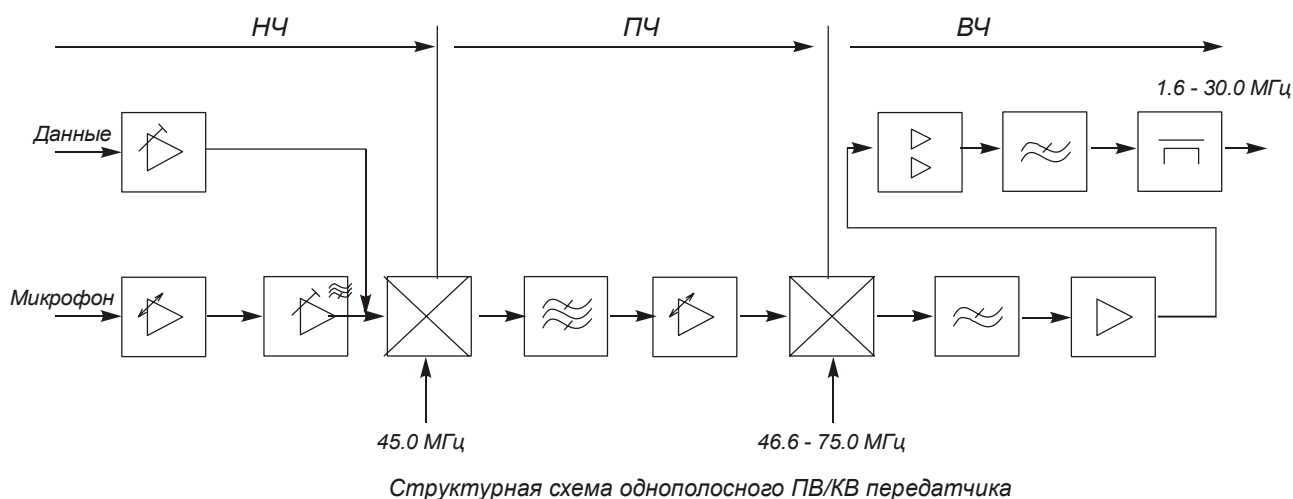 НЧ
ПЧ
ВЧ
1.6 - 30.0 МГц
Данные
Микрофон
45.0 МГц
46.6 - 75.0 МГц
Структурная схема однополосного ПВ/КВ передатчика